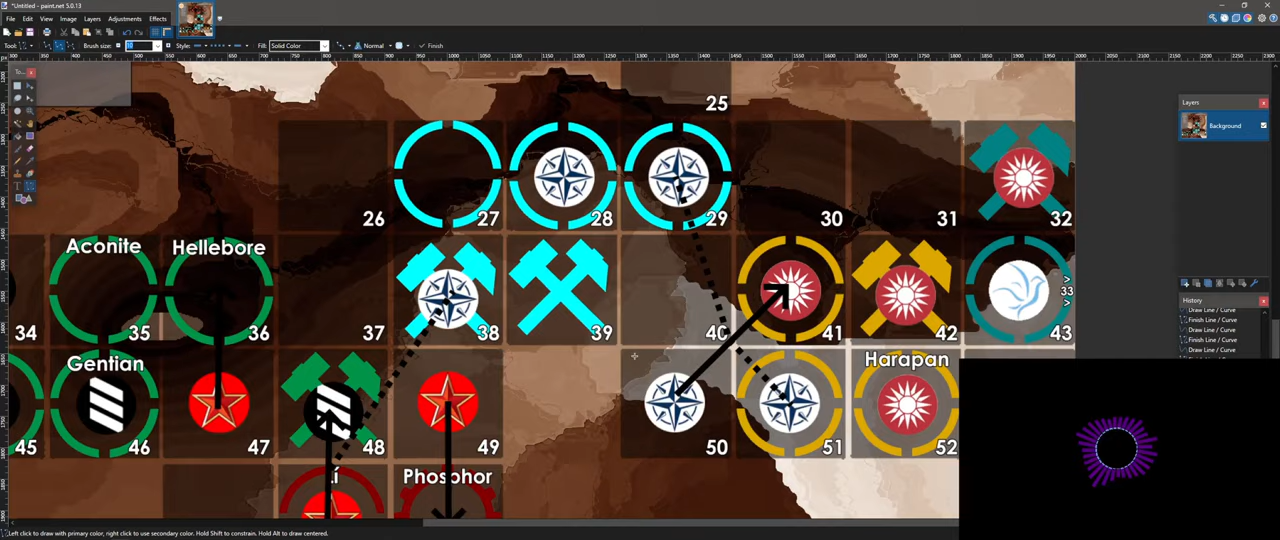 *Untitled - paint.net 5.0.13
File Edit View Image Layers Adjustments Effects
Tool: Brush size: 10 Style: Fill: Solid Color Normal Finish
Layers
Background
History
Finish Line / Curve
Draw Line / Curve
Finish Line / Curve
Draw Line / Curve
25
26 27 28 29 30 31 32
Aconite Hellebore
34 35 36 37 38 39 40 41 42 43
>
33
>
Gentian Harapan
45 46 47 48 49 50 51 52
Phosphor
Left click to draw with primary color, right click to use secondary color. Hold Shift to constrain. Hold Alt to draw centered.